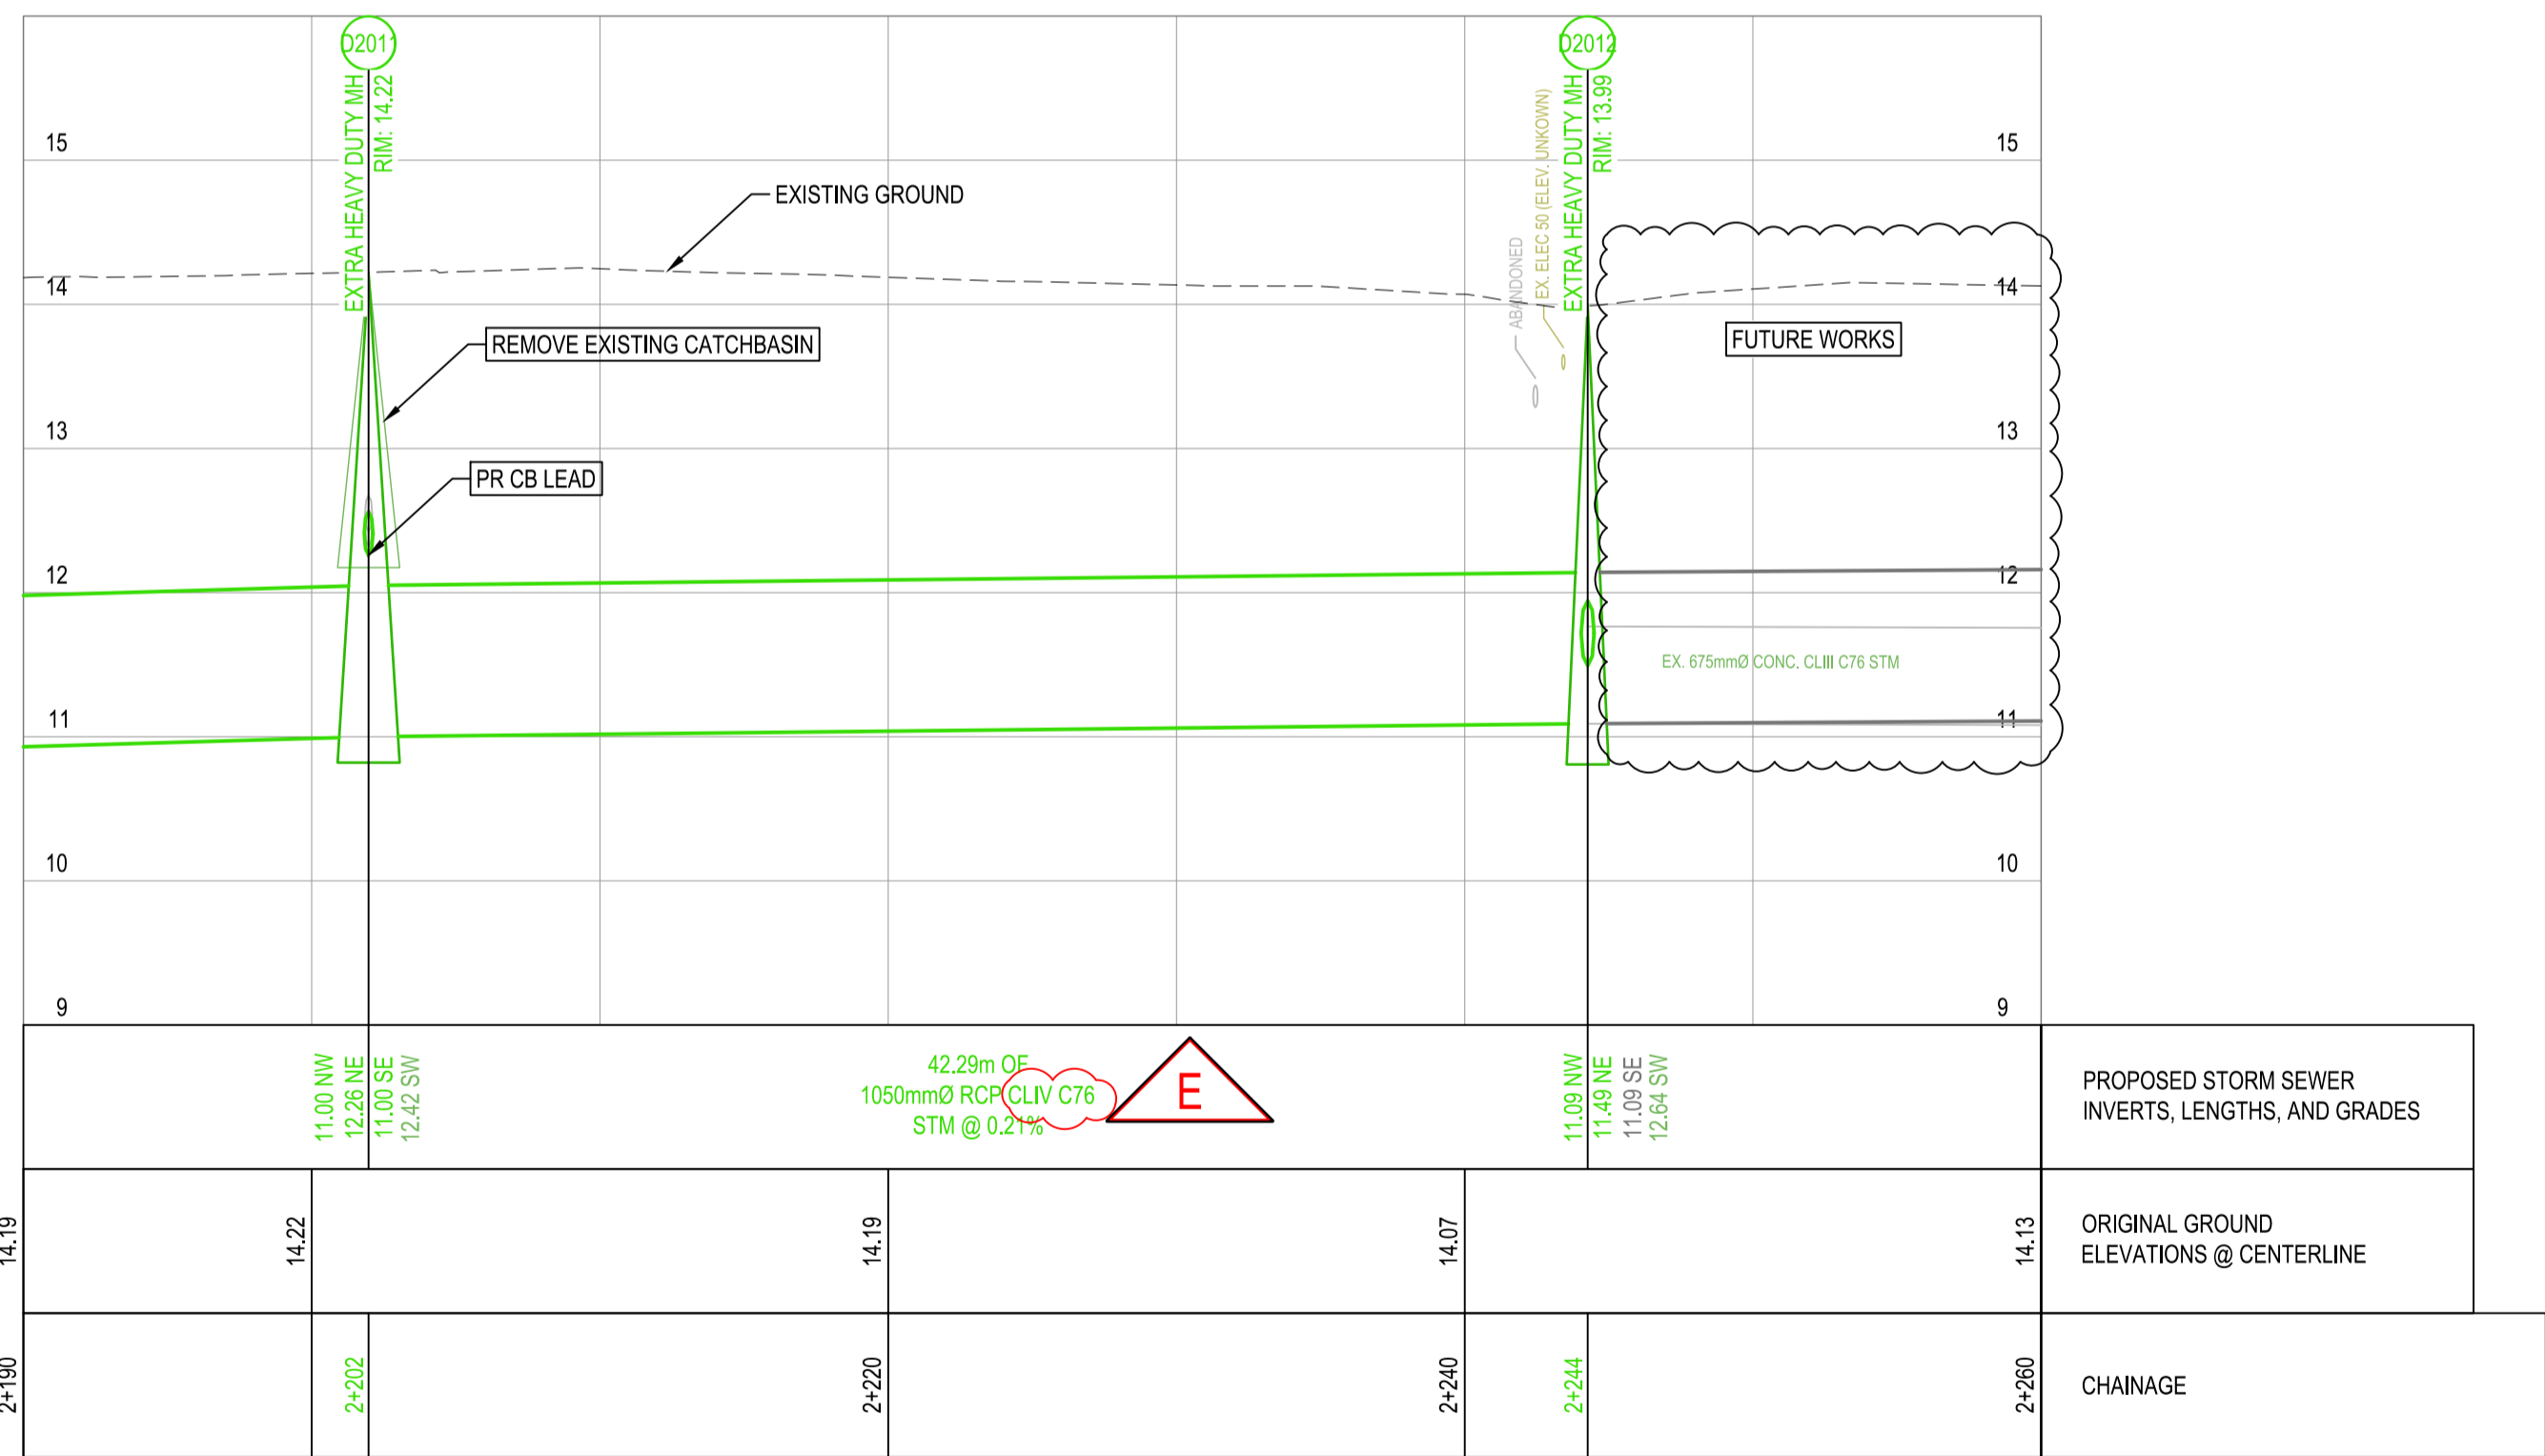 D2011
EXTRA HEAVY DUTY MH
RIM: 14.22
D2012
EXTRA HEAVY DUTY MH
RIM: 13.99
ABANDONED
EX. ELEC 50 (ELEV. UNKOWN)
EXISTING GROUND
REMOVE EXISTING CATCHBASIN
PR CB LEAD
FUTURE WORKS
EX. 675mmØ CONC. CLIII C76 STM
15
14
13
12
11
10
9
15
14
13
12
11
10
9
11.00 NW
12.26 NE
11.00 SE
12.42 SW
42.29m OF
1050mmØ RCP CLIV C76
STM @ 0.21%
E
11.09 NW
11.49 NE
11.09 SE
12.64 SW
PROPOSED STORM SEWER
INVERTS, LENGTHS, AND GRADES
14.19
14.22
14.19
14.07
14.13
ORIGINAL GROUND
ELEVATIONS @ CENTERLINE
2+190
2+202
2+220
2+240
2+244
2+260
CHAINAGE